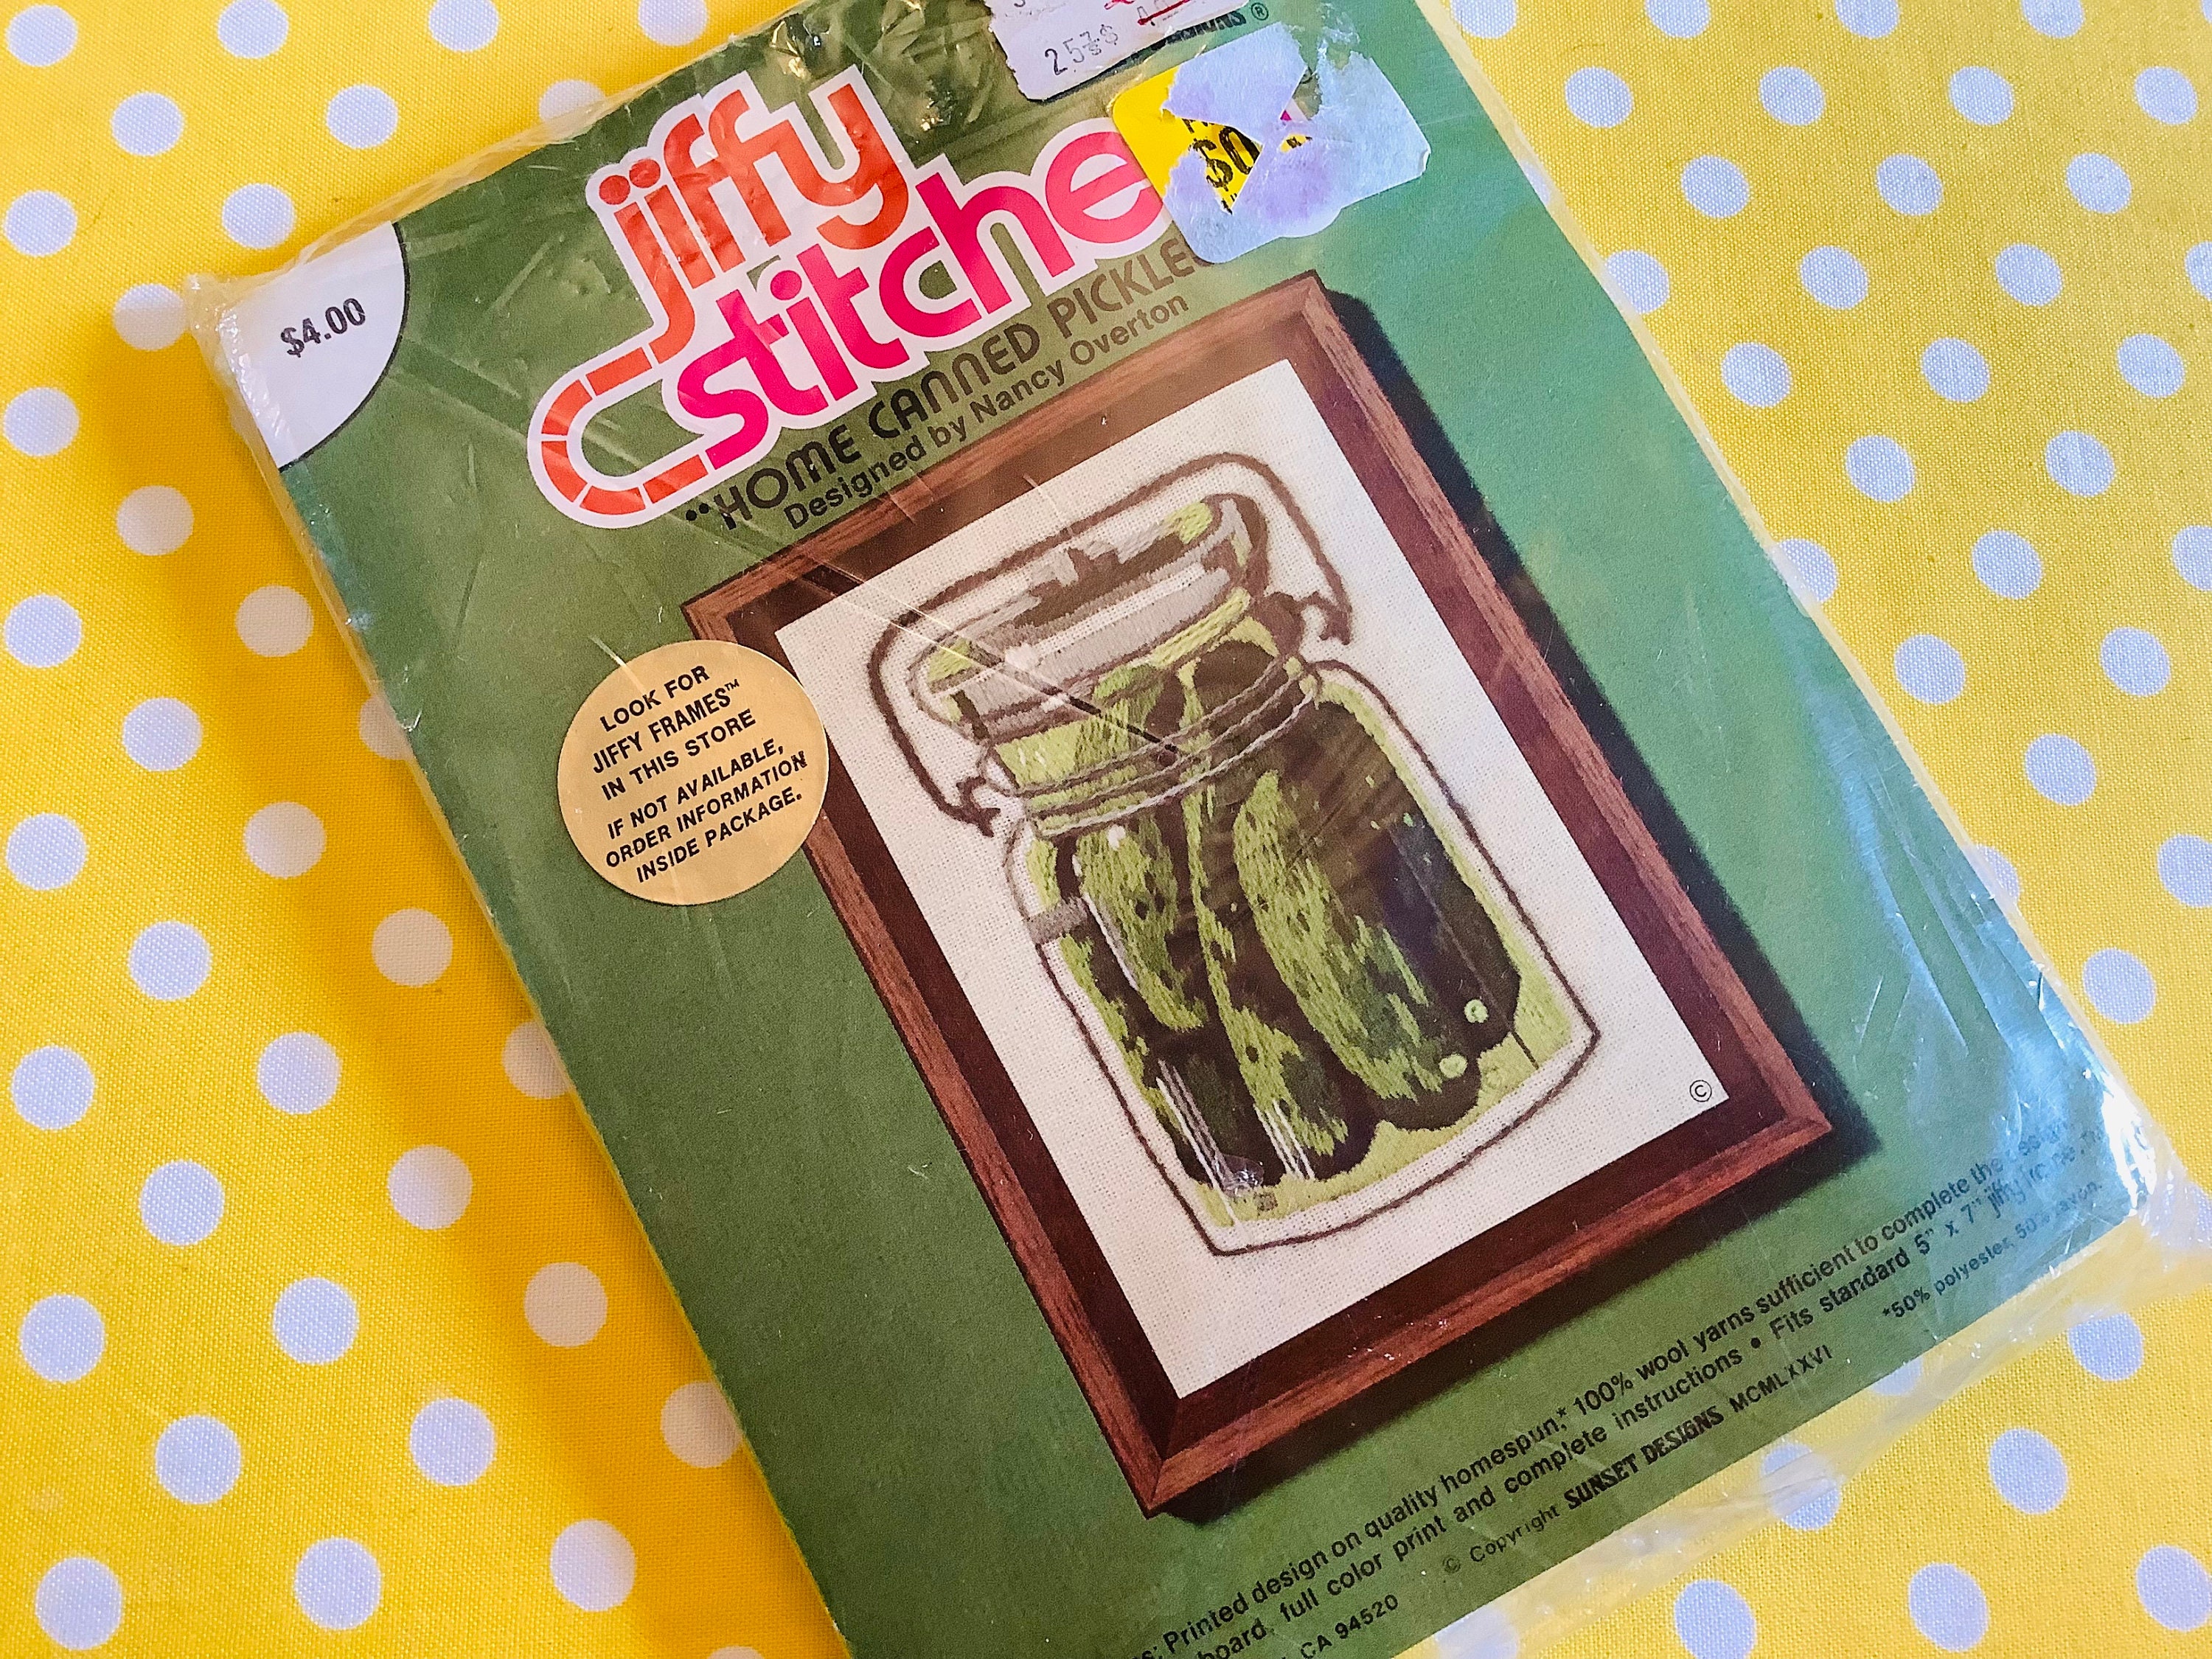 25
DESIGNS®
$0
$4.00
jiffy
stitche
"HOME CANNED PICKLE
Designed by Nancy Overton
LOOK FOR
JIFFY FRAMES™
IN THIS STORE
IF NOT AVAILABLE,
ORDER INFORMATION
INSIDE PACKAGE.
©
Printed design on quality homespun,* 100% wool yarns sufficient to complete the design
board, full color print and complete instructions • Fits standard 5" x 7" jiffy frame
*50% polyester, 50% rayon.
CA 94520 © Copyright SUNSET DESIGNS MCMLXXVI